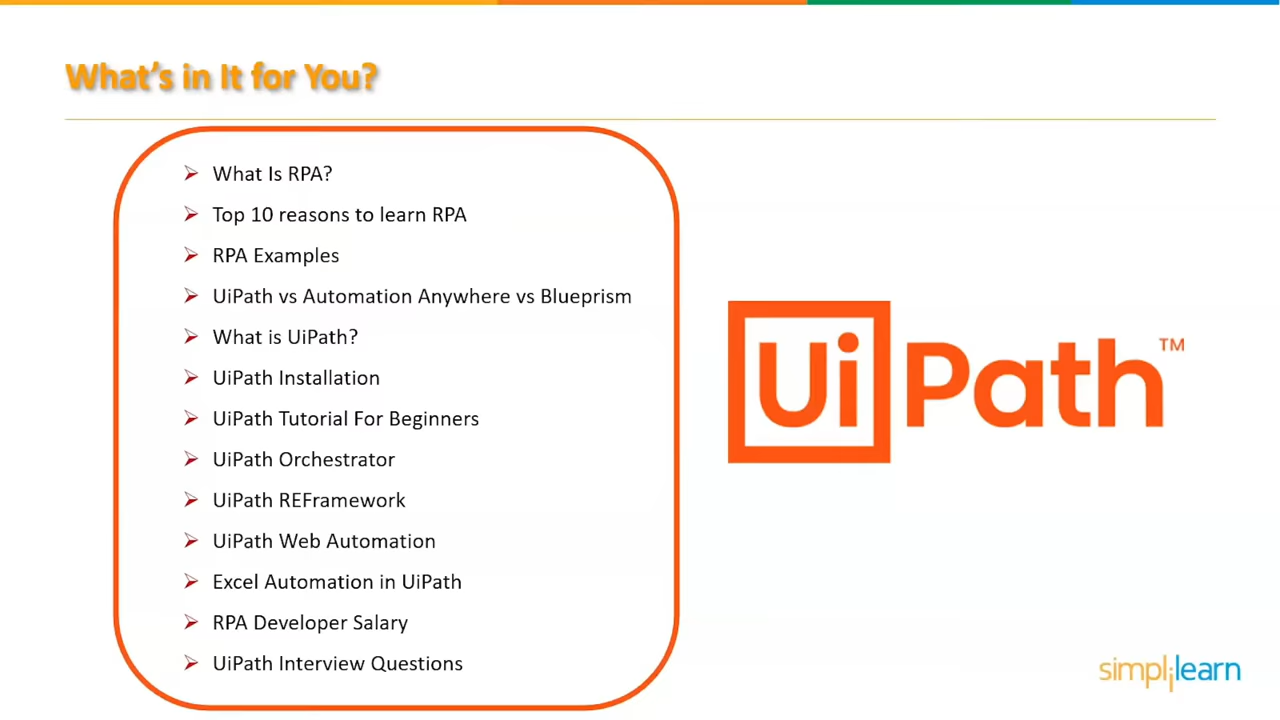 What's in It for You?
What Is RPA?
Top 10 reasons to learn RPA
RPA Examples
UiPath vs Automation Anywhere vs Blueprism
What is UiPath?
UiPath Installation
UiPath Tutorial For Beginners
UiPath Orchestrator
UiPath REFramework
UiPath Web Automation
Excel Automation in UiPath
RPA Developer Salary
UiPath Interview Questions
UiPath™
simplilearn